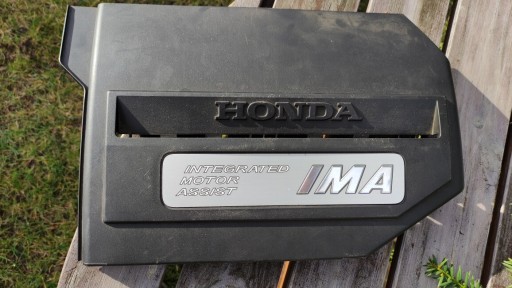 HONDA
INTEGRATED
MOTOR
ASSIST
IMA